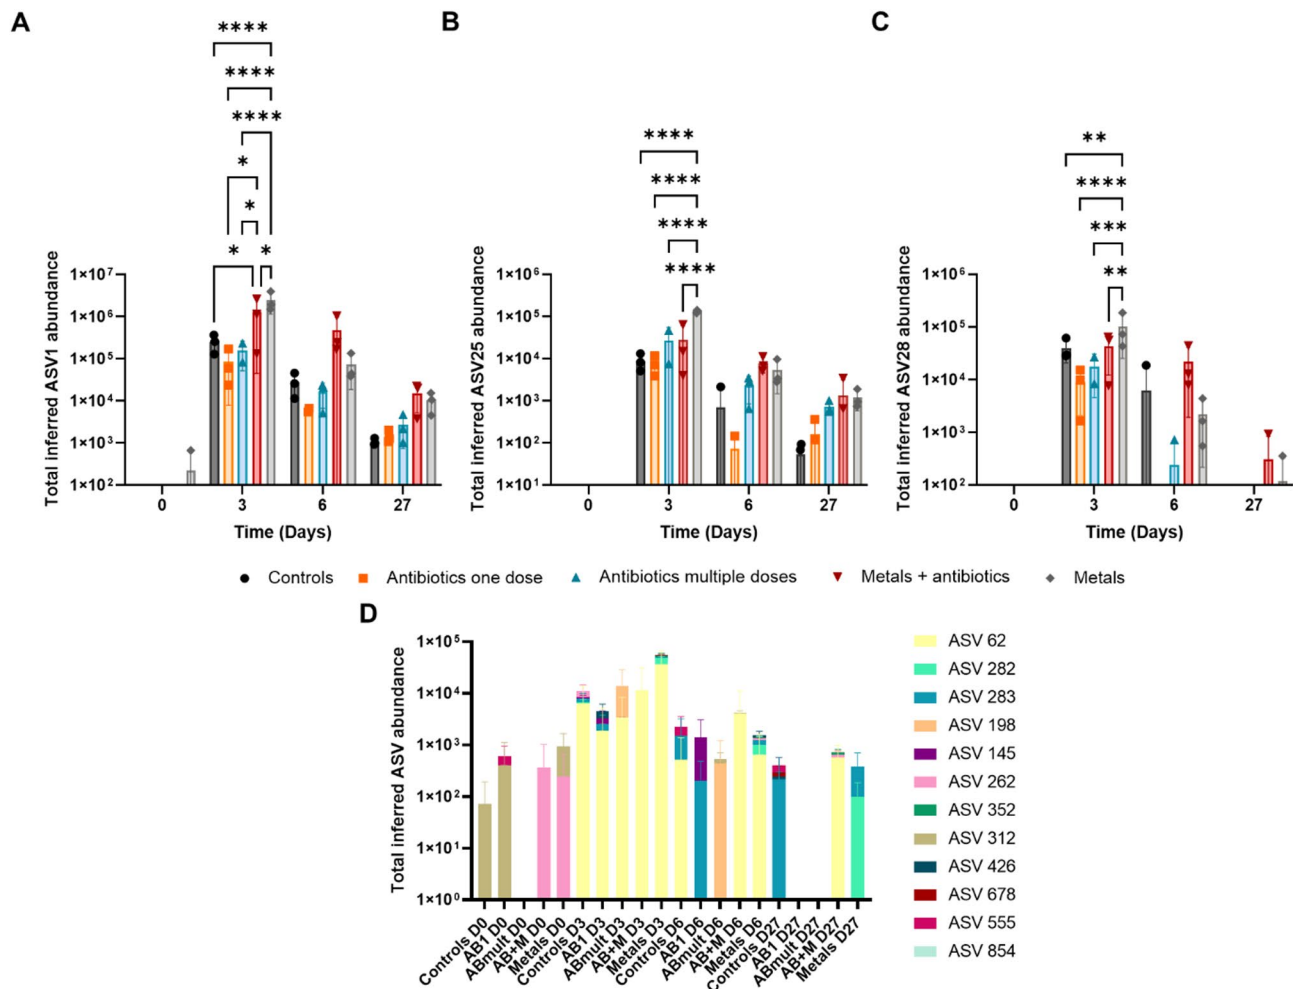 A
B
C
****
****
****
*
*
*
*
****
****
****
****
**
****
***
**
Total inferred ASV1 abundance
1×10⁷
1×10⁶
1×10⁵
1×10⁴
1×10³
1×10²
0
3
6
27
Time (Days)
Total inferred ASV25 abundance
1×10⁶
1×10⁵
1×10⁴
1×10³
1×10²
1×10¹
0
3
6
27
Time (Days)
Total inferred ASV28 abundance
1×10⁶
1×10⁵
1×10⁴
1×10³
1×10²
0
3
6
27
Time (Days)
Controls
Antibiotics one dose
Antibiotics multiple doses
Metals + antibiotics
Metals
D
Total inferred ASV abundance
1×10⁵
1×10⁴
1×10³
1×10²
1×10¹
1×10⁰
Controls D0
AB1 D0
ABmult D0
AB+M D0
Metals D0
Controls D3
AB1 D3
ABmult D3
AB+M D3
Metals D3
Controls D6
AB1 D6
ABmult D6
AB+M D6
Metals D6
Controls D27
AB1 D27
ABmult D27
AB+M D27
Metals D27
ASV 62
ASV 282
ASV 283
ASV 198
ASV 145
ASV 262
ASV 352
ASV 312
ASV 426
ASV 678
ASV 555
ASV 854